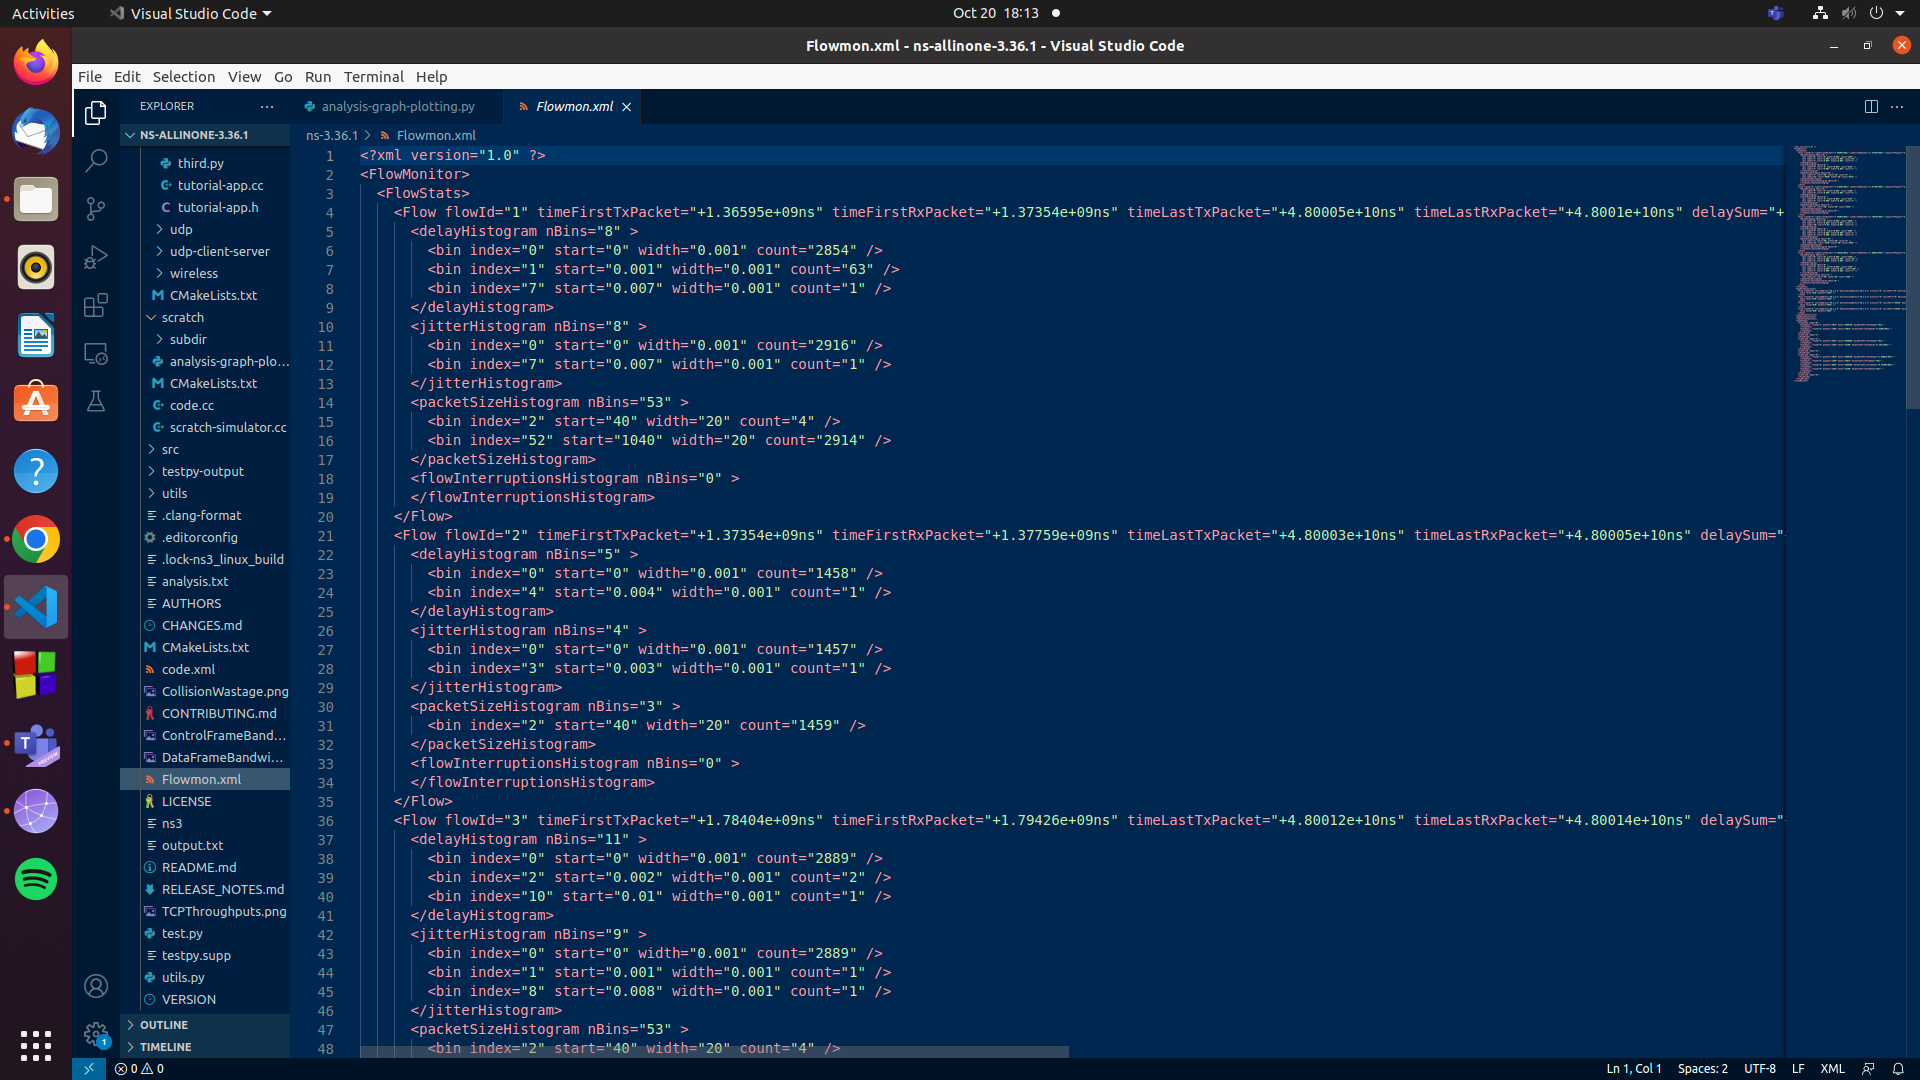 Activities
Visual Studio Code
Oct 20 18:13
Flowmon.xml - ns-allinone-3.36.1 - Visual Studio Code
File Edit Selection View Go Run Terminal Help
EXPLORER
analysis-graph-plotting.py
Flowmon.xml
NS-ALLINONE-3.36.1
third.py
tutorial-app.cc
tutorial-app.h
udp
udp-client-server
wireless
CMakeLists.txt
scratch
subdir
analysis-graph-plo...
CMakeLists.txt
code.cc
scratch-simulator.cc
src
testpy-output
utils
.clang-format
.editorconfig
.lock-ns3_linux_build
analysis.txt
AUTHORS
CHANGES.md
CMakeLists.txt
code.xml
CollisionWastage.png
CONTRIBUTING.md
ControlFrameBand...
DataFrameBandwi...
Flowmon.xml
LICENSE
ns3
output.txt
README.md
RELEASE_NOTES.md
TCPThroughputs.png
test.py
testpy.supp
utils.py
VERSION
OUTLINE
TIMELINE
ns-3.36.1 > Flowmon.xml
1 <?xml version="1.0" ?>
2 <FlowMonitor>
3 <FlowStats>
4 <Flow flowId="1" timeFirstTxPacket="+1.36595e+09ns" timeFirstRxPacket="+1.37354e+09ns" timeLastTxPacket="+4.80005e+10ns" timeLastRxPacket="+4.8001e+10ns" delaySum="+
5 <delayHistogram nBins="8" >
6 <bin index="0" start="0" width="0.001" count="2854" />
7 <bin index="1" start="0.001" width="0.001" count="63" />
8 <bin index="7" start="0.007" width="0.001" count="1" />
9 </delayHistogram>
10 <jitterHistogram nBins="8" >
11 <bin index="0" start="0" width="0.001" count="2916" />
12 <bin index="7" start="0.007" width="0.001" count="1" />
13 </jitterHistogram>
14 <packetSizeHistogram nBins="53" >
15 <bin index="2" start="40" width="20" count="4" />
16 <bin index="52" start="1040" width="20" count="2914" />
17 </packetSizeHistogram>
18 <flowInterruptionsHistogram nBins="0" >
19 </flowInterruptionsHistogram>
20 </Flow>
21 <Flow flowId="2" timeFirstTxPacket="+1.37354e+09ns" timeFirstRxPacket="+1.37759e+09ns" timeLastTxPacket="+4.80003e+10ns" timeLastRxPacket="+4.80005e+10ns" delaySum="
22 <delayHistogram nBins="5" >
23 <bin index="0" start="0" width="0.001" count="1458" />
24 <bin index="4" start="0.004" width="0.001" count="1" />
25 </delayHistogram>
26 <jitterHistogram nBins="4" >
27 <bin index="0" start="0" width="0.001" count="1457" />
28 <bin index="3" start="0.003" width="0.001" count="1" />
29 </jitterHistogram>
30 <packetSizeHistogram nBins="3" >
31 <bin index="2" start="40" width="20" count="1459" />
32 </packetSizeHistogram>
33 <flowInterruptionsHistogram nBins="0" >
34 </flowInterruptionsHistogram>
35 </Flow>
36 <Flow flowId="3" timeFirstTxPacket="+1.78404e+09ns" timeFirstRxPacket="+1.79426e+09ns" timeLastTxPacket="+4.80012e+10ns" timeLastRxPacket="+4.80014e+10ns" delaySum="
37 <delayHistogram nBins="11" >
38 <bin index="0" start="0" width="0.001" count="2889" />
39 <bin index="2" start="0.002" width="0.001" count="2" />
40 <bin index="10" start="0.01" width="0.001" count="1" />
41 </delayHistogram>
42 <jitterHistogram nBins="9" >
43 <bin index="0" start="0" width="0.001" count="2889" />
44 <bin index="1" start="0.001" width="0.001" count="1" />
45 <bin index="8" start="0.008" width="0.001" count="1" />
46 </jitterHistogram>
47 <packetSizeHistogram nBins="53" >
48 <bin index="2" start="40" width="20" count="4" />
1
0 0
Ln 1, Col 1 Spaces: 2 UTF-8 LF XML